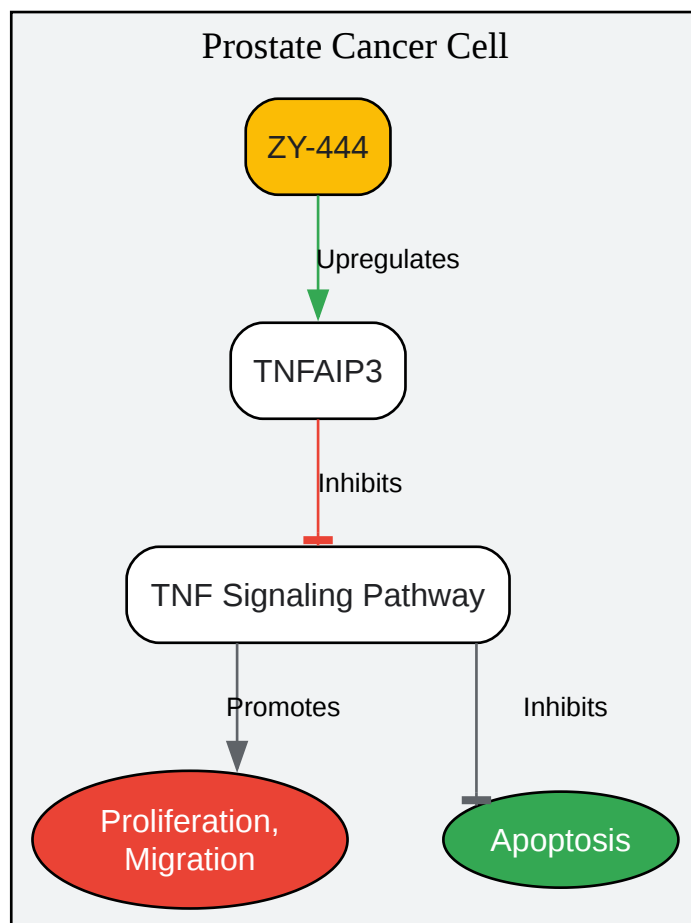 Prostate Cancer Cell
ZY-444
Upregulates
TNFAIP3
Inhibits
TNF Signaling Pathway
Promotes
Inhibits
Proliferation,
Migration
Apoptosis